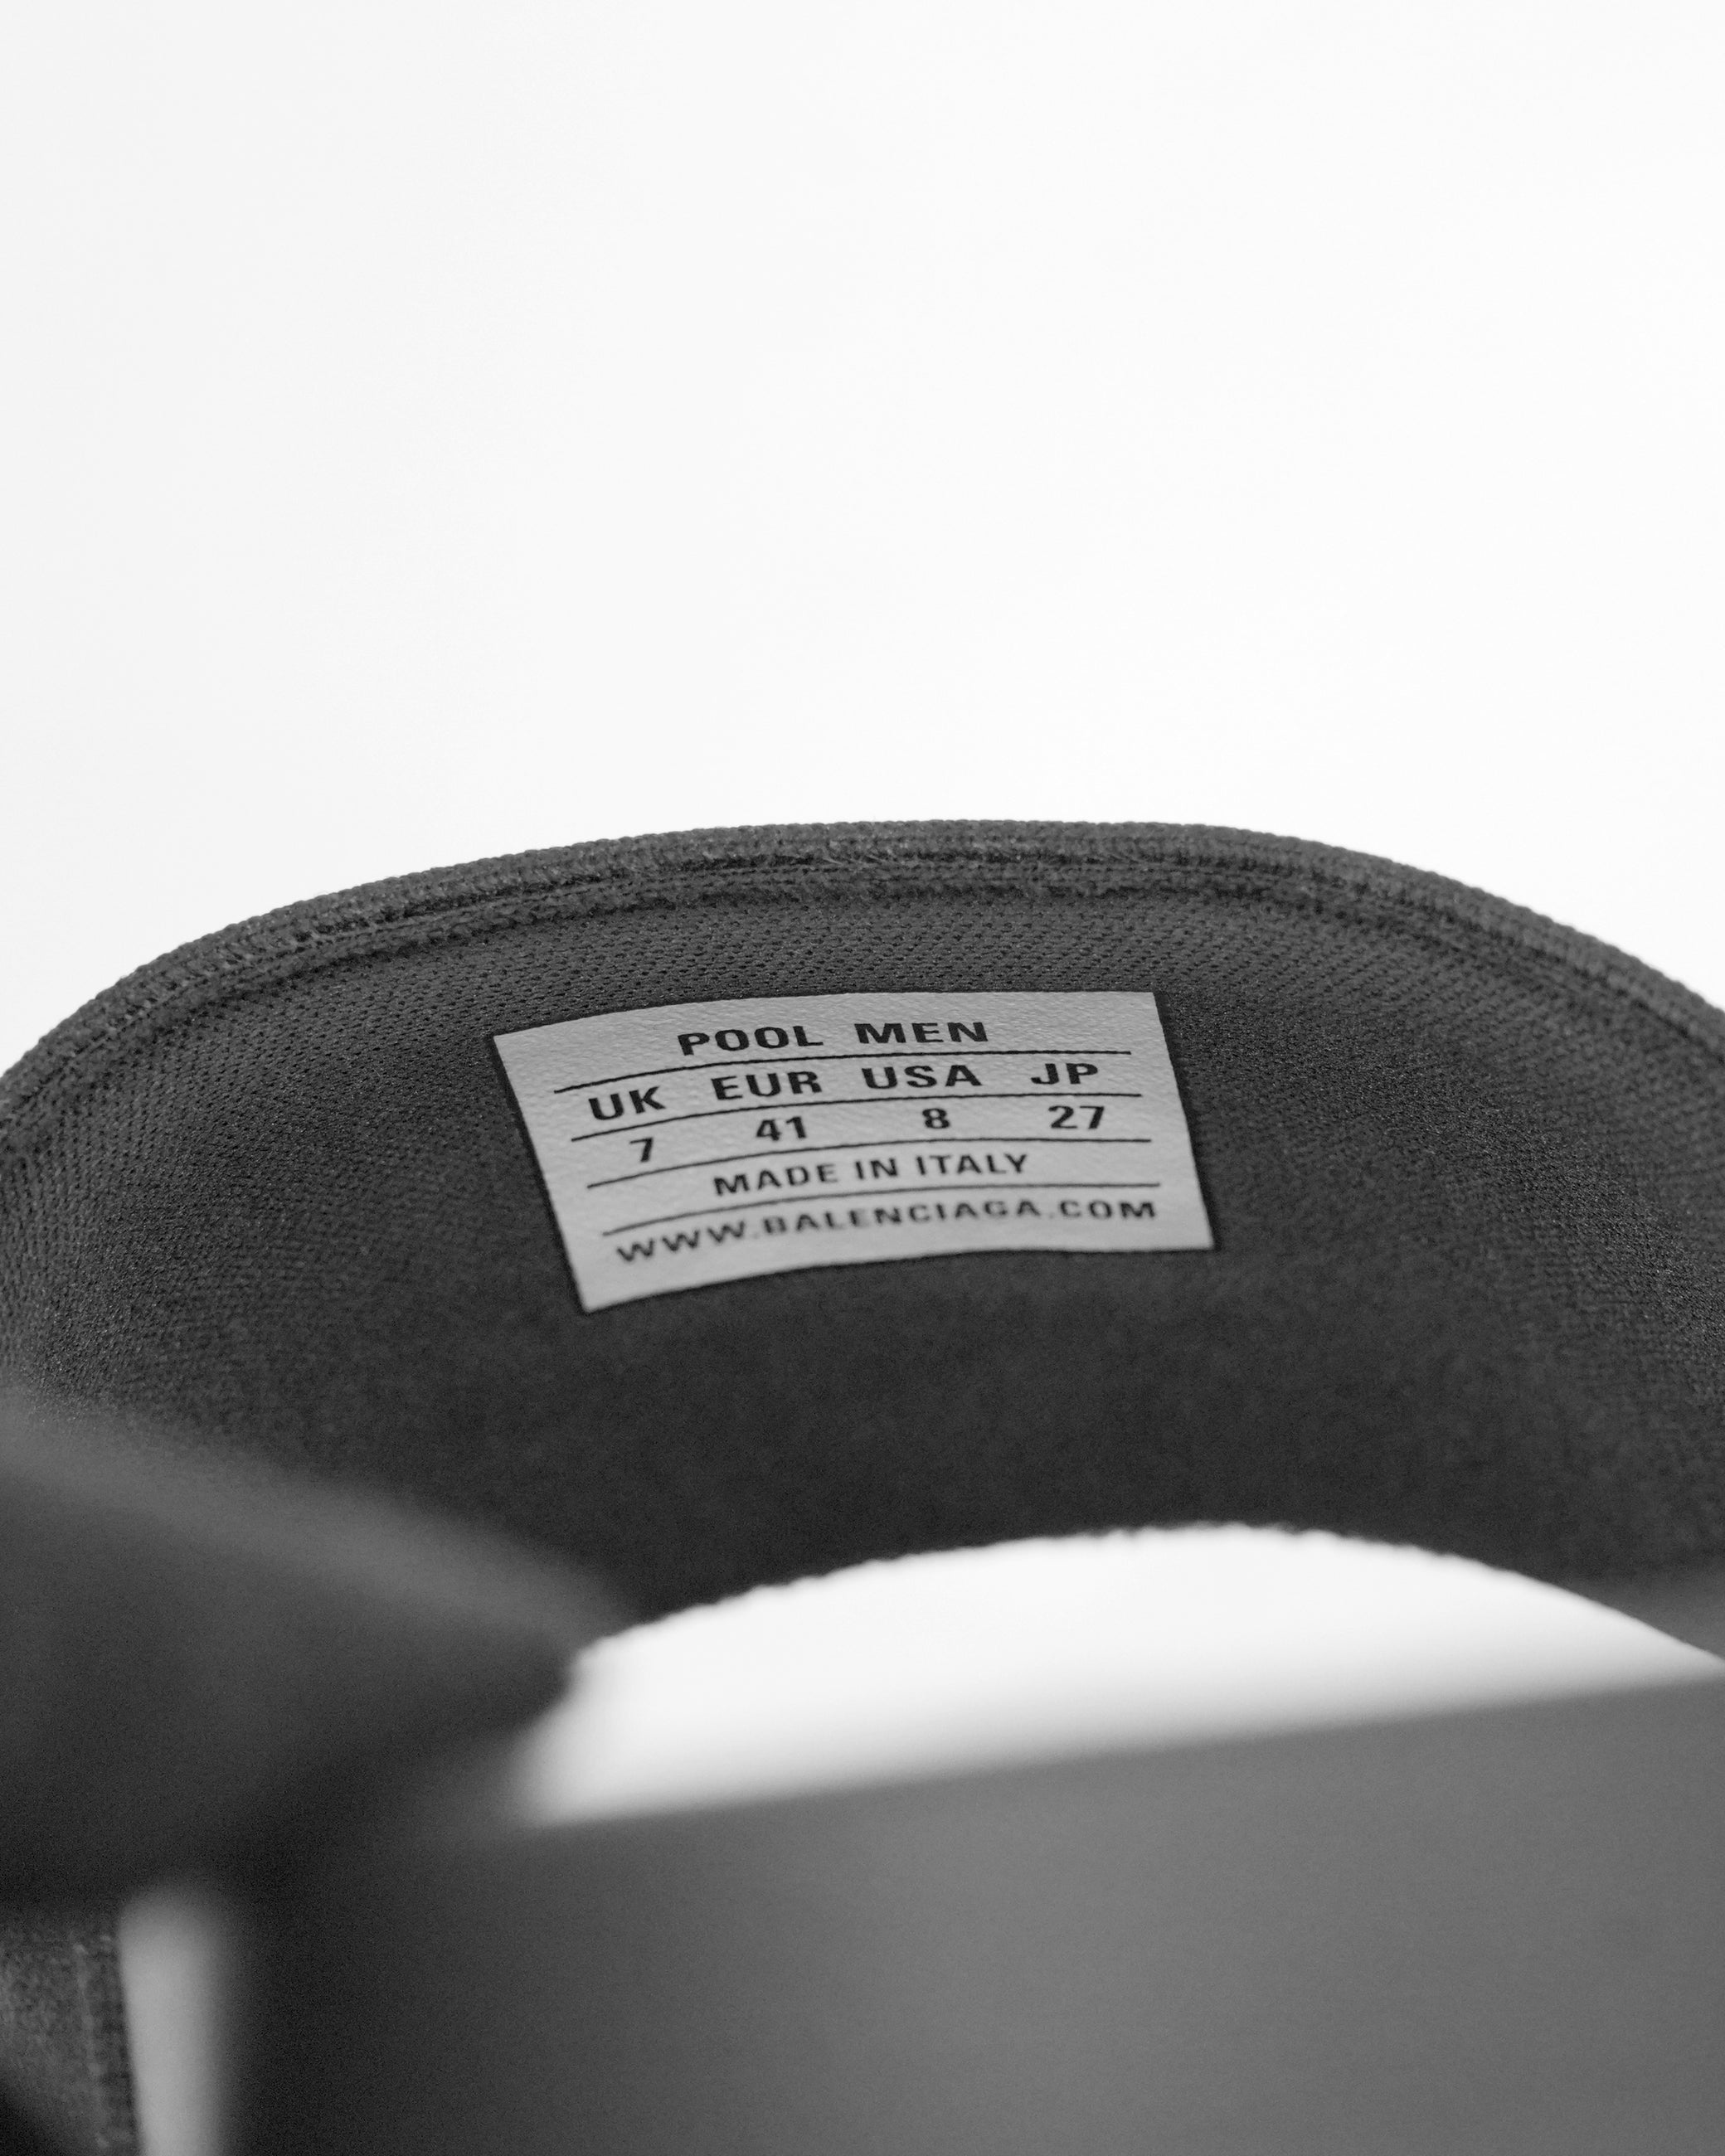 POOL MEN
UK EUR USA JP
7 41 8 27
MADE IN ITALY
WWW.BALENCIAGA.COM